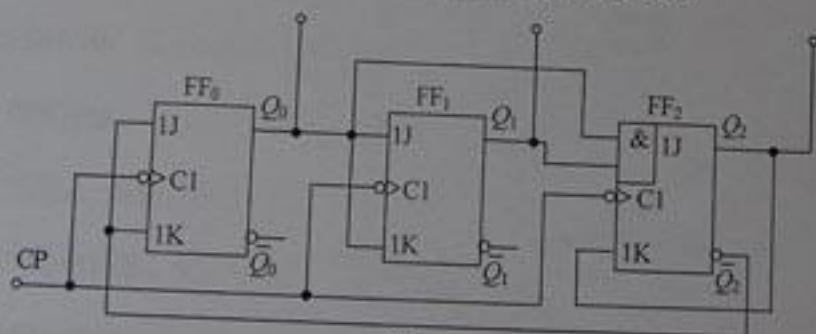 FF₀ Q₀ FF₁ Q₁ FF₂ Q₂
1J 1J & 1J
C1 C1 C1
1K Q̅₀ 1K Q̅₁ 1K Q̅₂
CP